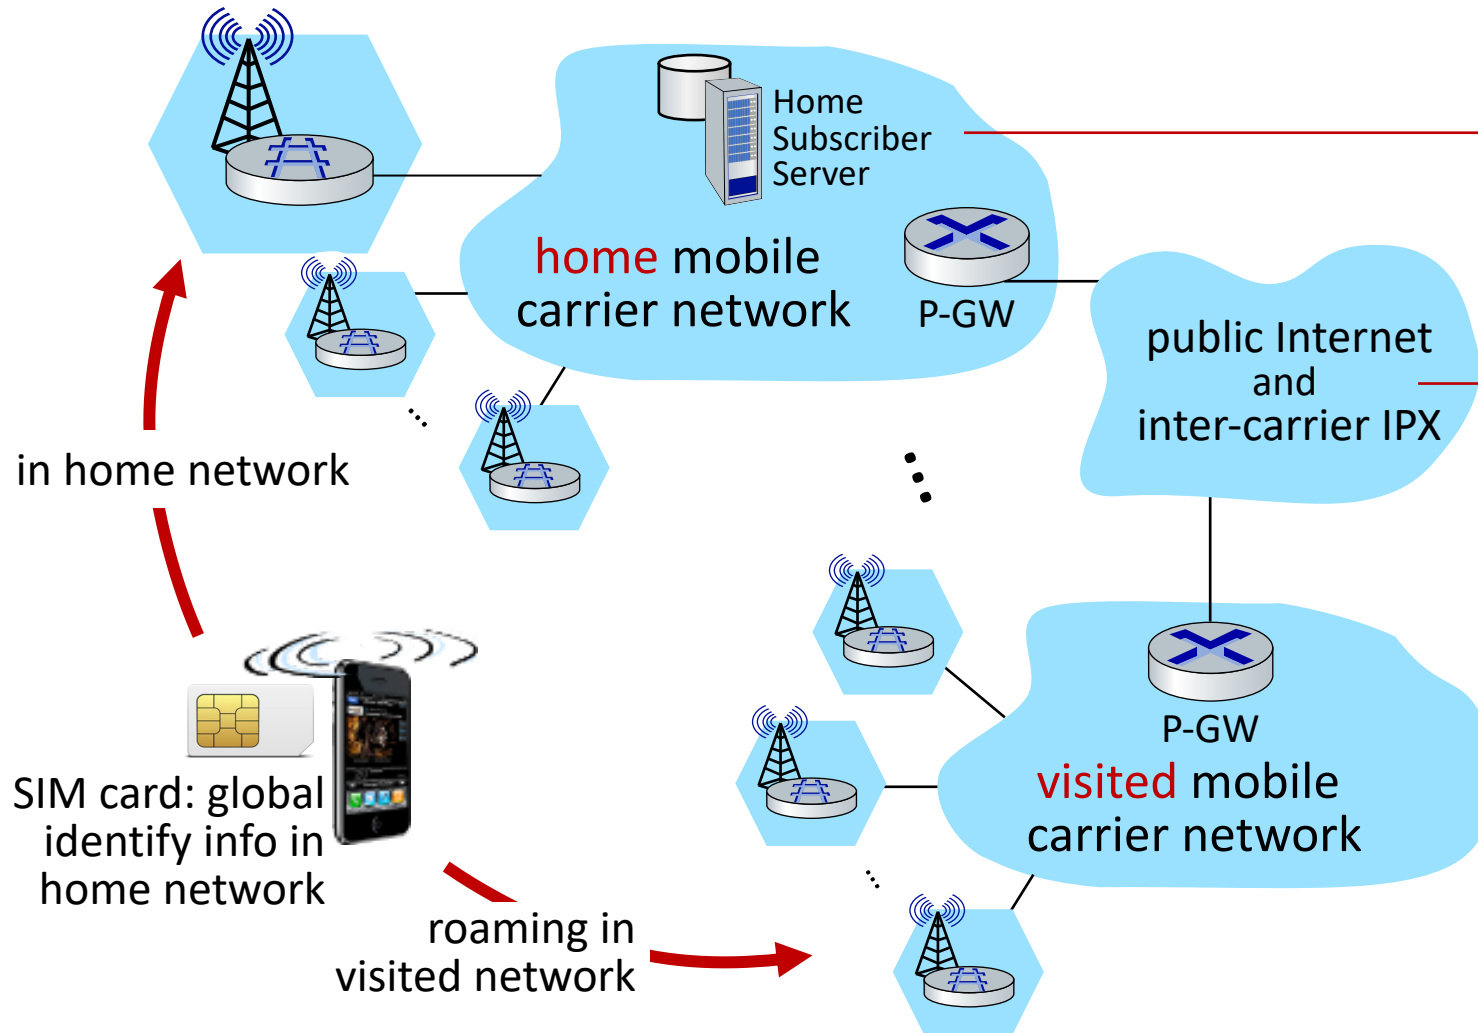 Home
Subscriber
Server
home mobile
carrier network
P-GW
public Internet
and
inter-carrier IPX
in home network
P-GW
visited mobile
carrier network
SIM card: global
identify info in
home network
roaming in
visited network